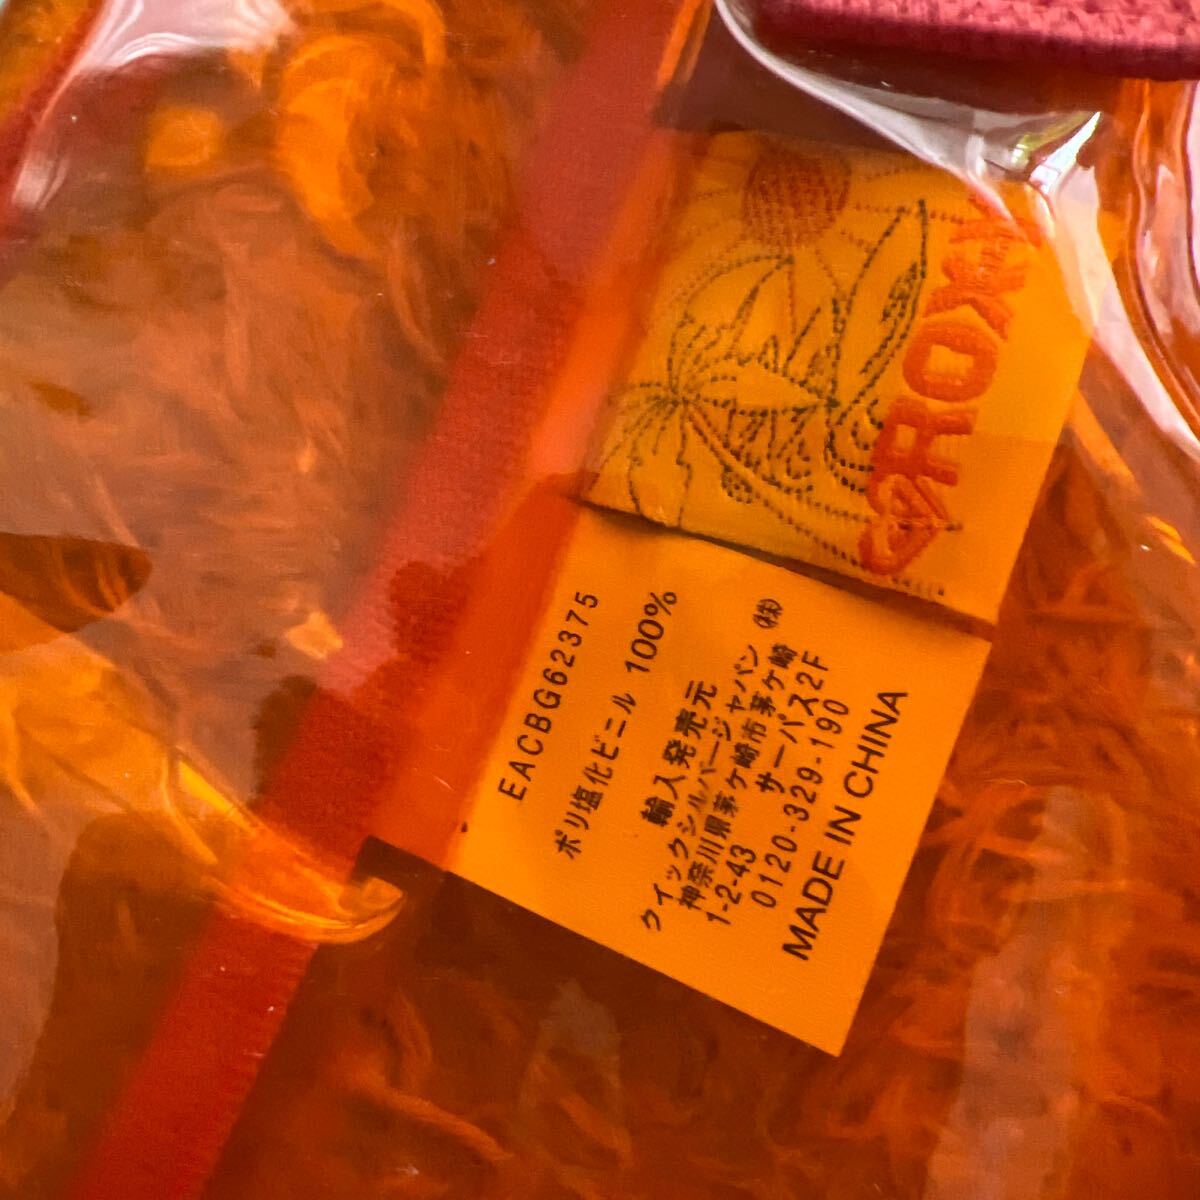 ROXY
EACBG62375
ポリ塩化ビニル 100%
輸入発売元
クイックシルバージャパン ㈱
神奈川県茅ケ崎市茅ケ崎
1-2-43 サーパス2F
0120-329-190
MADE IN CHINA